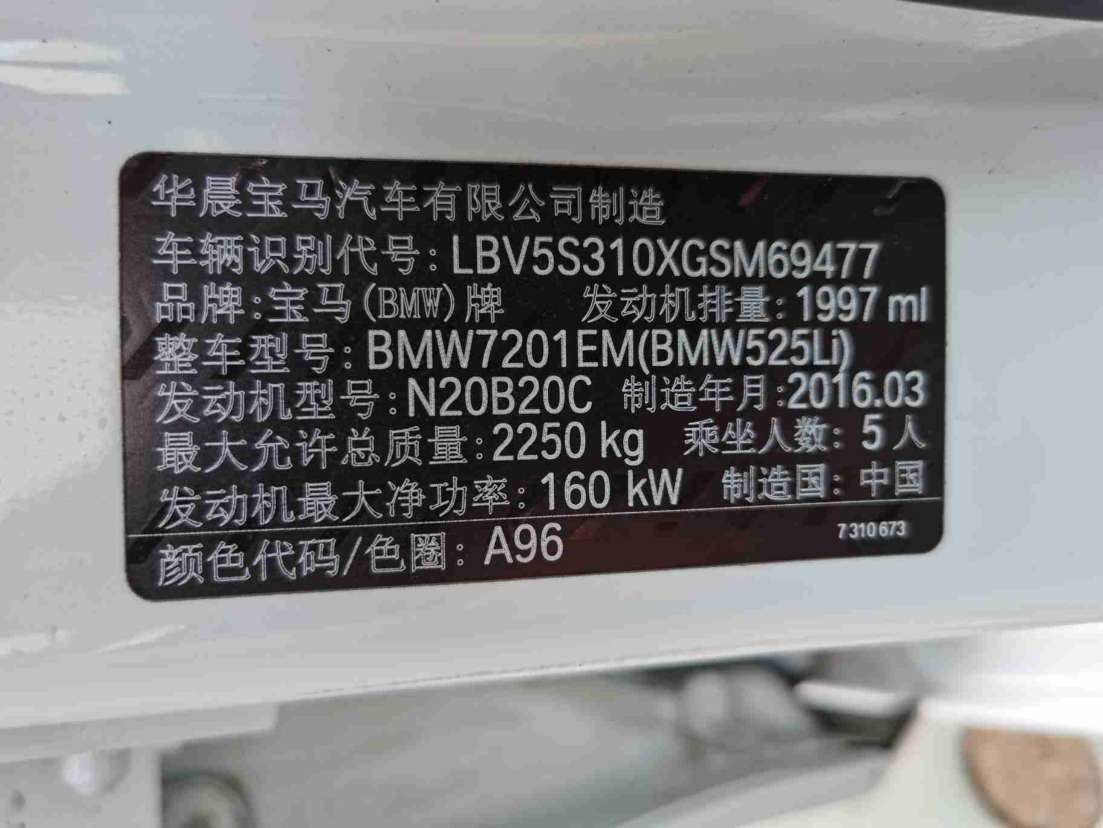 华晨宝马汽车有限公司制造
车辆识别代号: LBV5S310XGSM69477
品牌: 宝马(BMW)牌 发动机排量: 1997 ml
整车型号: BMW7201EM(BMW525Li)
发动机型号: N20B20C 制造年月: 2016.03
最大允许总质量: 2250 kg 乘坐人数: 5人
发动机最大净功率: 160 kW 制造国: 中国
颜色代码/色圈: A96 7 310 673